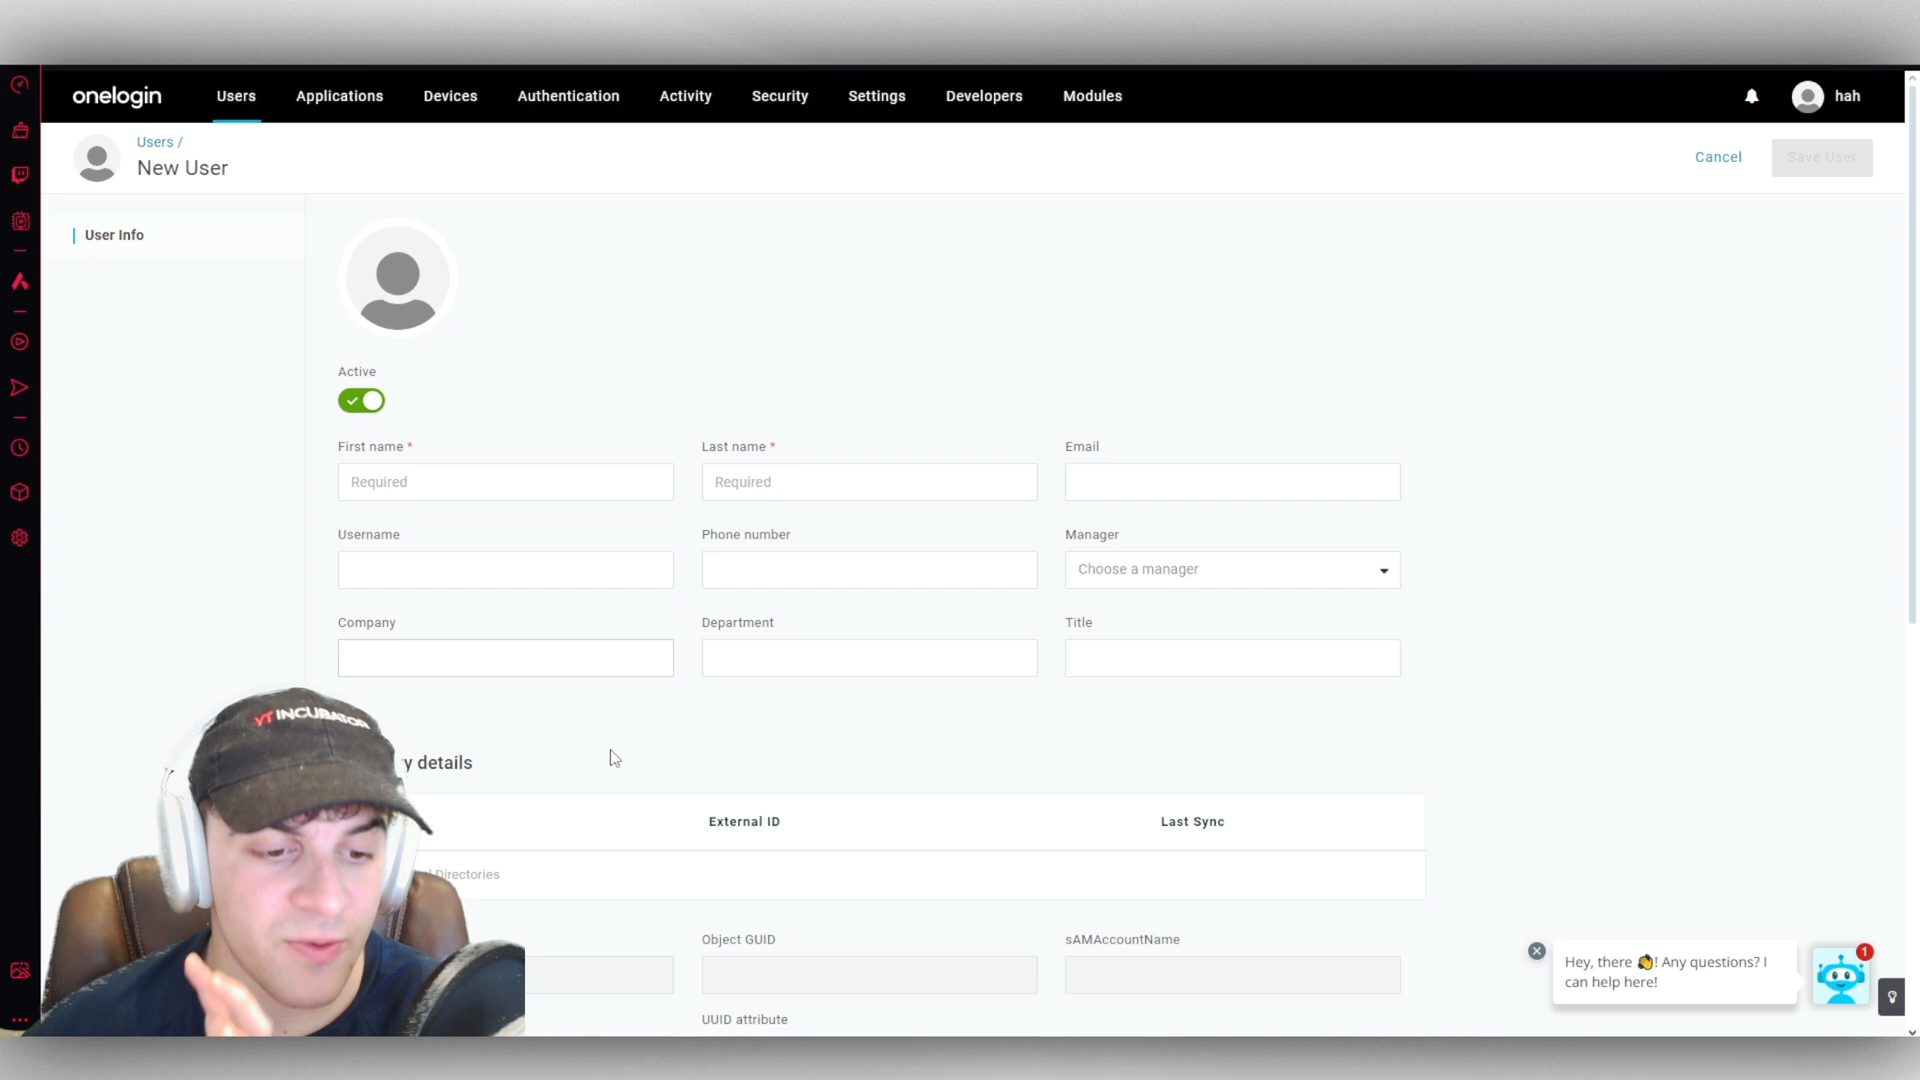 onelogin
Users
Applications
Devices
Authentication
Activity
Security
Settings
Developers
Modules
hah
Users /
New User
Cancel
Save User
User Info
Active
First name *
Last name *
Email
Required
Required
Username
Phone number
Manager
Choose a manager
Company
Department
Title
YT INCUBATOR
y details
External ID
Last Sync
Directories
Object GUID
sAMAccountName
UUID attribute
Hey, there 👏! Any questions? I
can help here!
1